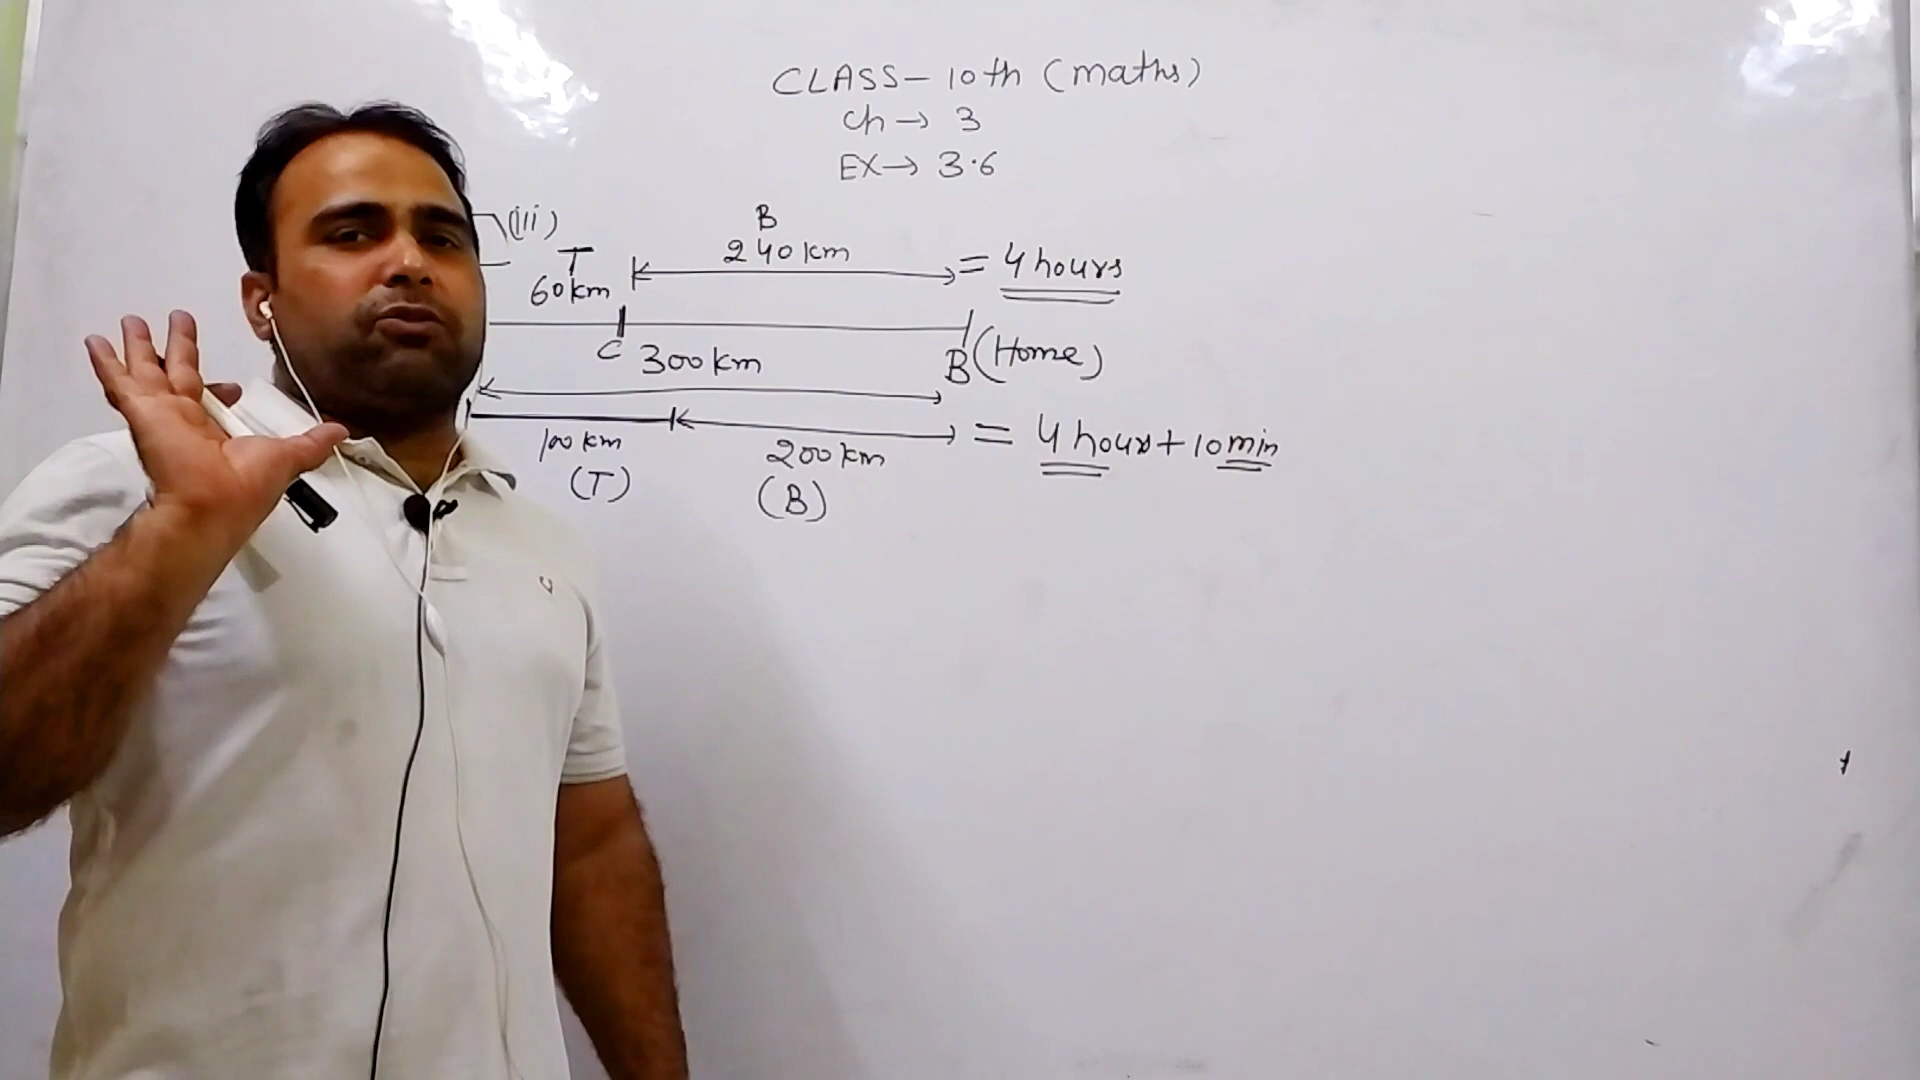 CLASS - 10th (maths)
Ch → 3
EX → 3.6
(iii)
B
T
240 km
= 4 hours
60 km
C
300 km
B (Home)
100 km
200 km
= 4 hours + 10 min
(T)
(B)